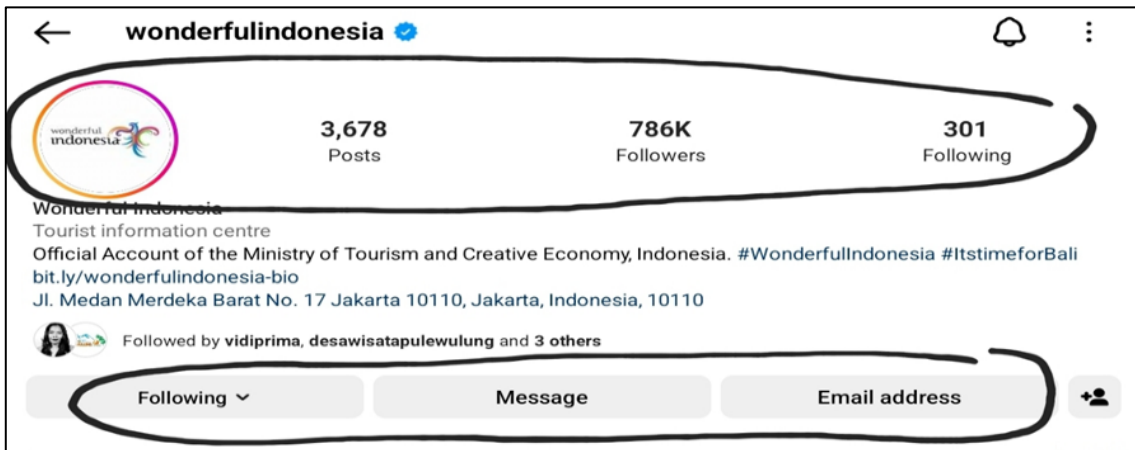 wonderfulindonesia
wonderful
indonesia
3,678 786K 301
Posts Followers Following
Wonderful Indonesia
Tourist information centre
Official Account of the Ministry of Tourism and Creative Economy, Indonesia. #WonderfulIndonesia #ItstimeforBali
bit.ly/wonderfulindonesia-bio
Jl. Medan Merdeka Barat No. 17 Jakarta 10110, Jakarta, Indonesia, 10110
Followed by vidiprima, desawisatapulewulung and 3 others
Following Message Email address